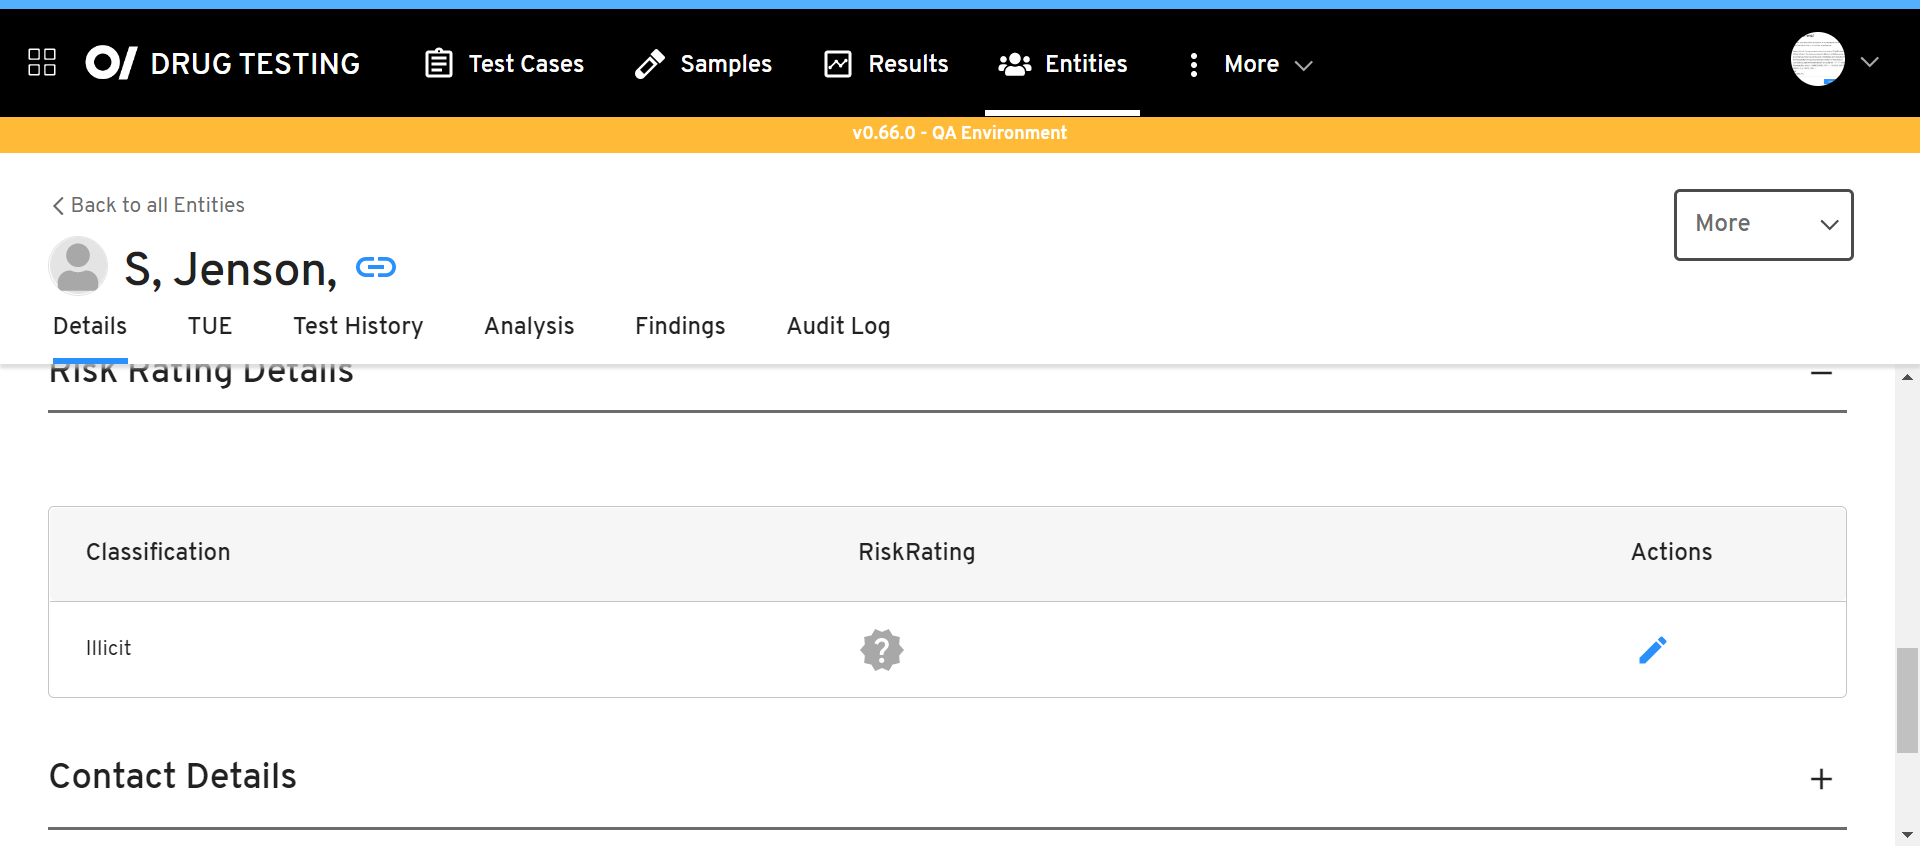 DRUG TESTING
Test Cases
Samples
Results
Entities
More
v0.66.0 - QA Environment
Back to all Entities
More
S, Jenson,
Details
TUE
Test History
Analysis
Findings
Audit Log
Risk Rating Details
Classification
RiskRating
Actions
Illicit
?
Contact Details